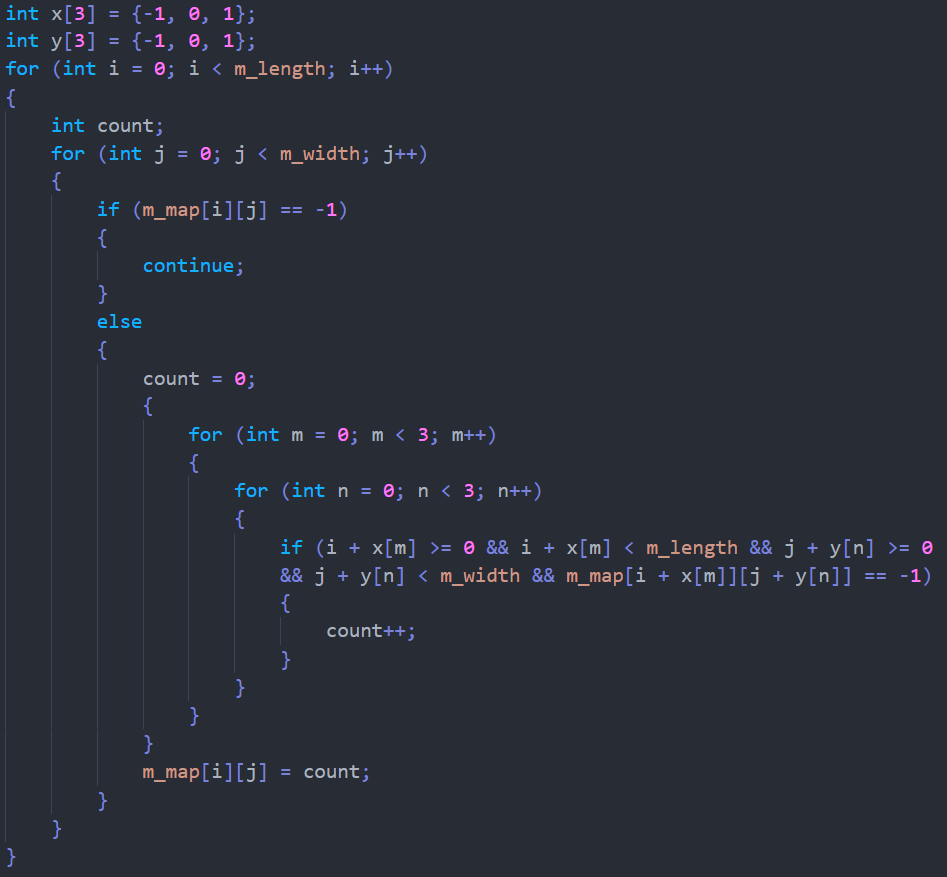 int x[3] = {-1, 0, 1};
int y[3] = {-1, 0, 1};
for (int i = 0; i < m_length; i++)
{
    int count;
    for (int j = 0; j < m_width; j++)
    {
        if (m_map[i][j] == -1)
        {
            continue;
        }
        else
        {
            count = 0;
            {
                for (int m = 0; m < 3; m++)
                {
                    for (int n = 0; n < 3; n++)
                    {
                        if (i + x[m] >= 0 && i + x[m] < m_length && j + y[n] >= 0
                        && j + y[n] < m_width && m_map[i + x[m]][j + y[n]] == -1)
                        {
                            count++;
                        }
                    }
                }
            }
            m_map[i][j] = count;
        }
    }
}